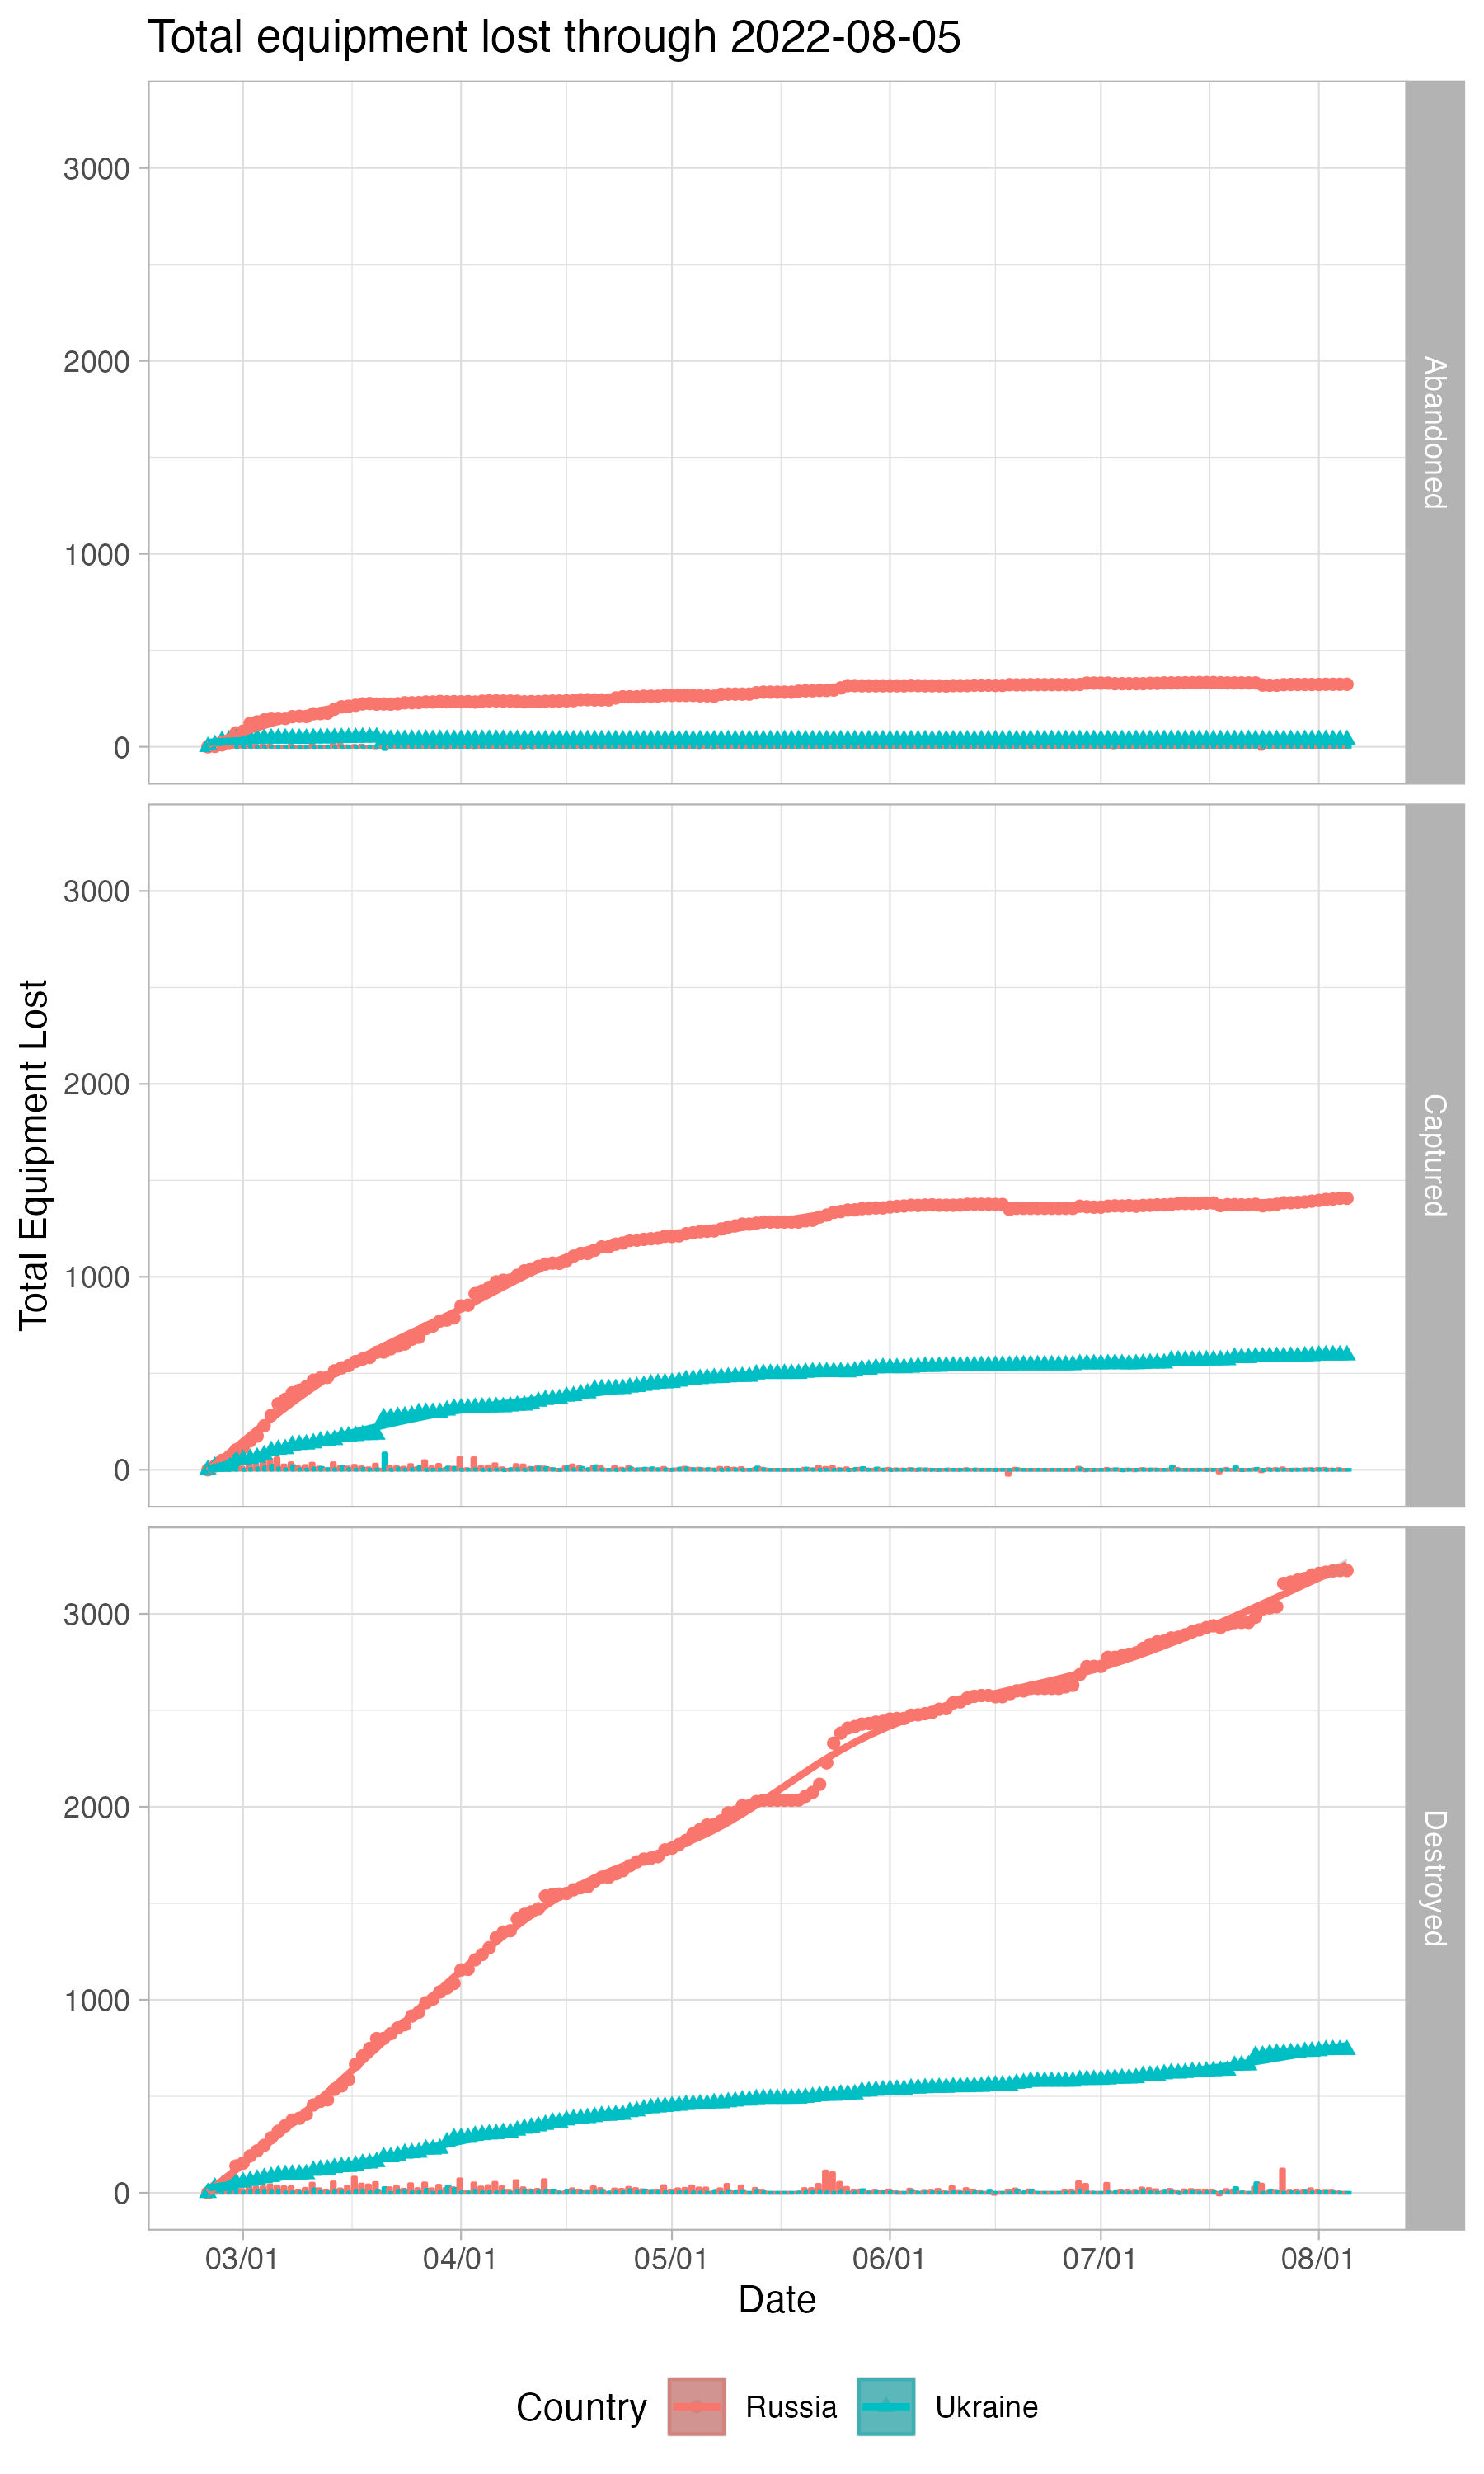 Total equipment lost through 2022-08-05
3000
2000
1000
0
Abandoned
3000
2000
1000
0
Captured
Total Equipment Lost
3000
2000
1000
0
Destroyed
03/01 04/01 05/01 06/01 07/01 08/01
Date
Country Russia Ukraine